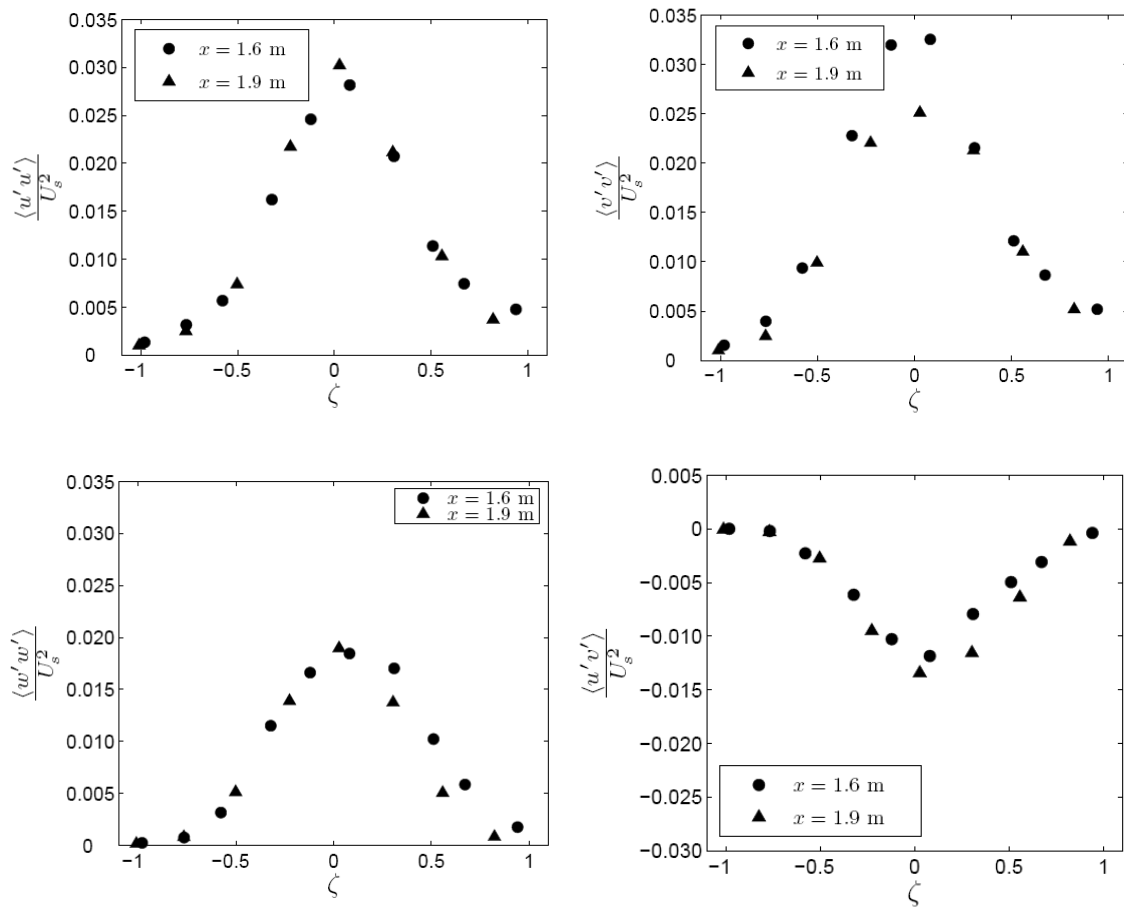 0.035
0.030
0.025
0.020
0.015
0.010
0.005
0
⟨u′u′⟩
U_s^2
x = 1.6 m
x = 1.9 m
−1 −0.5 0 0.5 1
ζ
0.035
0.030
0.025
0.020
0.015
0.010
0.005
0
⟨v′v′⟩
U_s^2
x = 1.6 m
x = 1.9 m
−1 −0.5 0 0.5 1
ζ
0.035
0.030
0.025
0.020
0.015
0.010
0.005
0
⟨w′w′⟩
U_s^2
x = 1.6 m
x = 1.9 m
−1 −0.5 0 0.5 1
ζ
0.005
0
−0.005
−0.010
−0.015
−0.020
−0.025
−0.030
⟨u′v′⟩
U_s^2
x = 1.6 m
x = 1.9 m
−1 −0.5 0 0.5 1
ζ